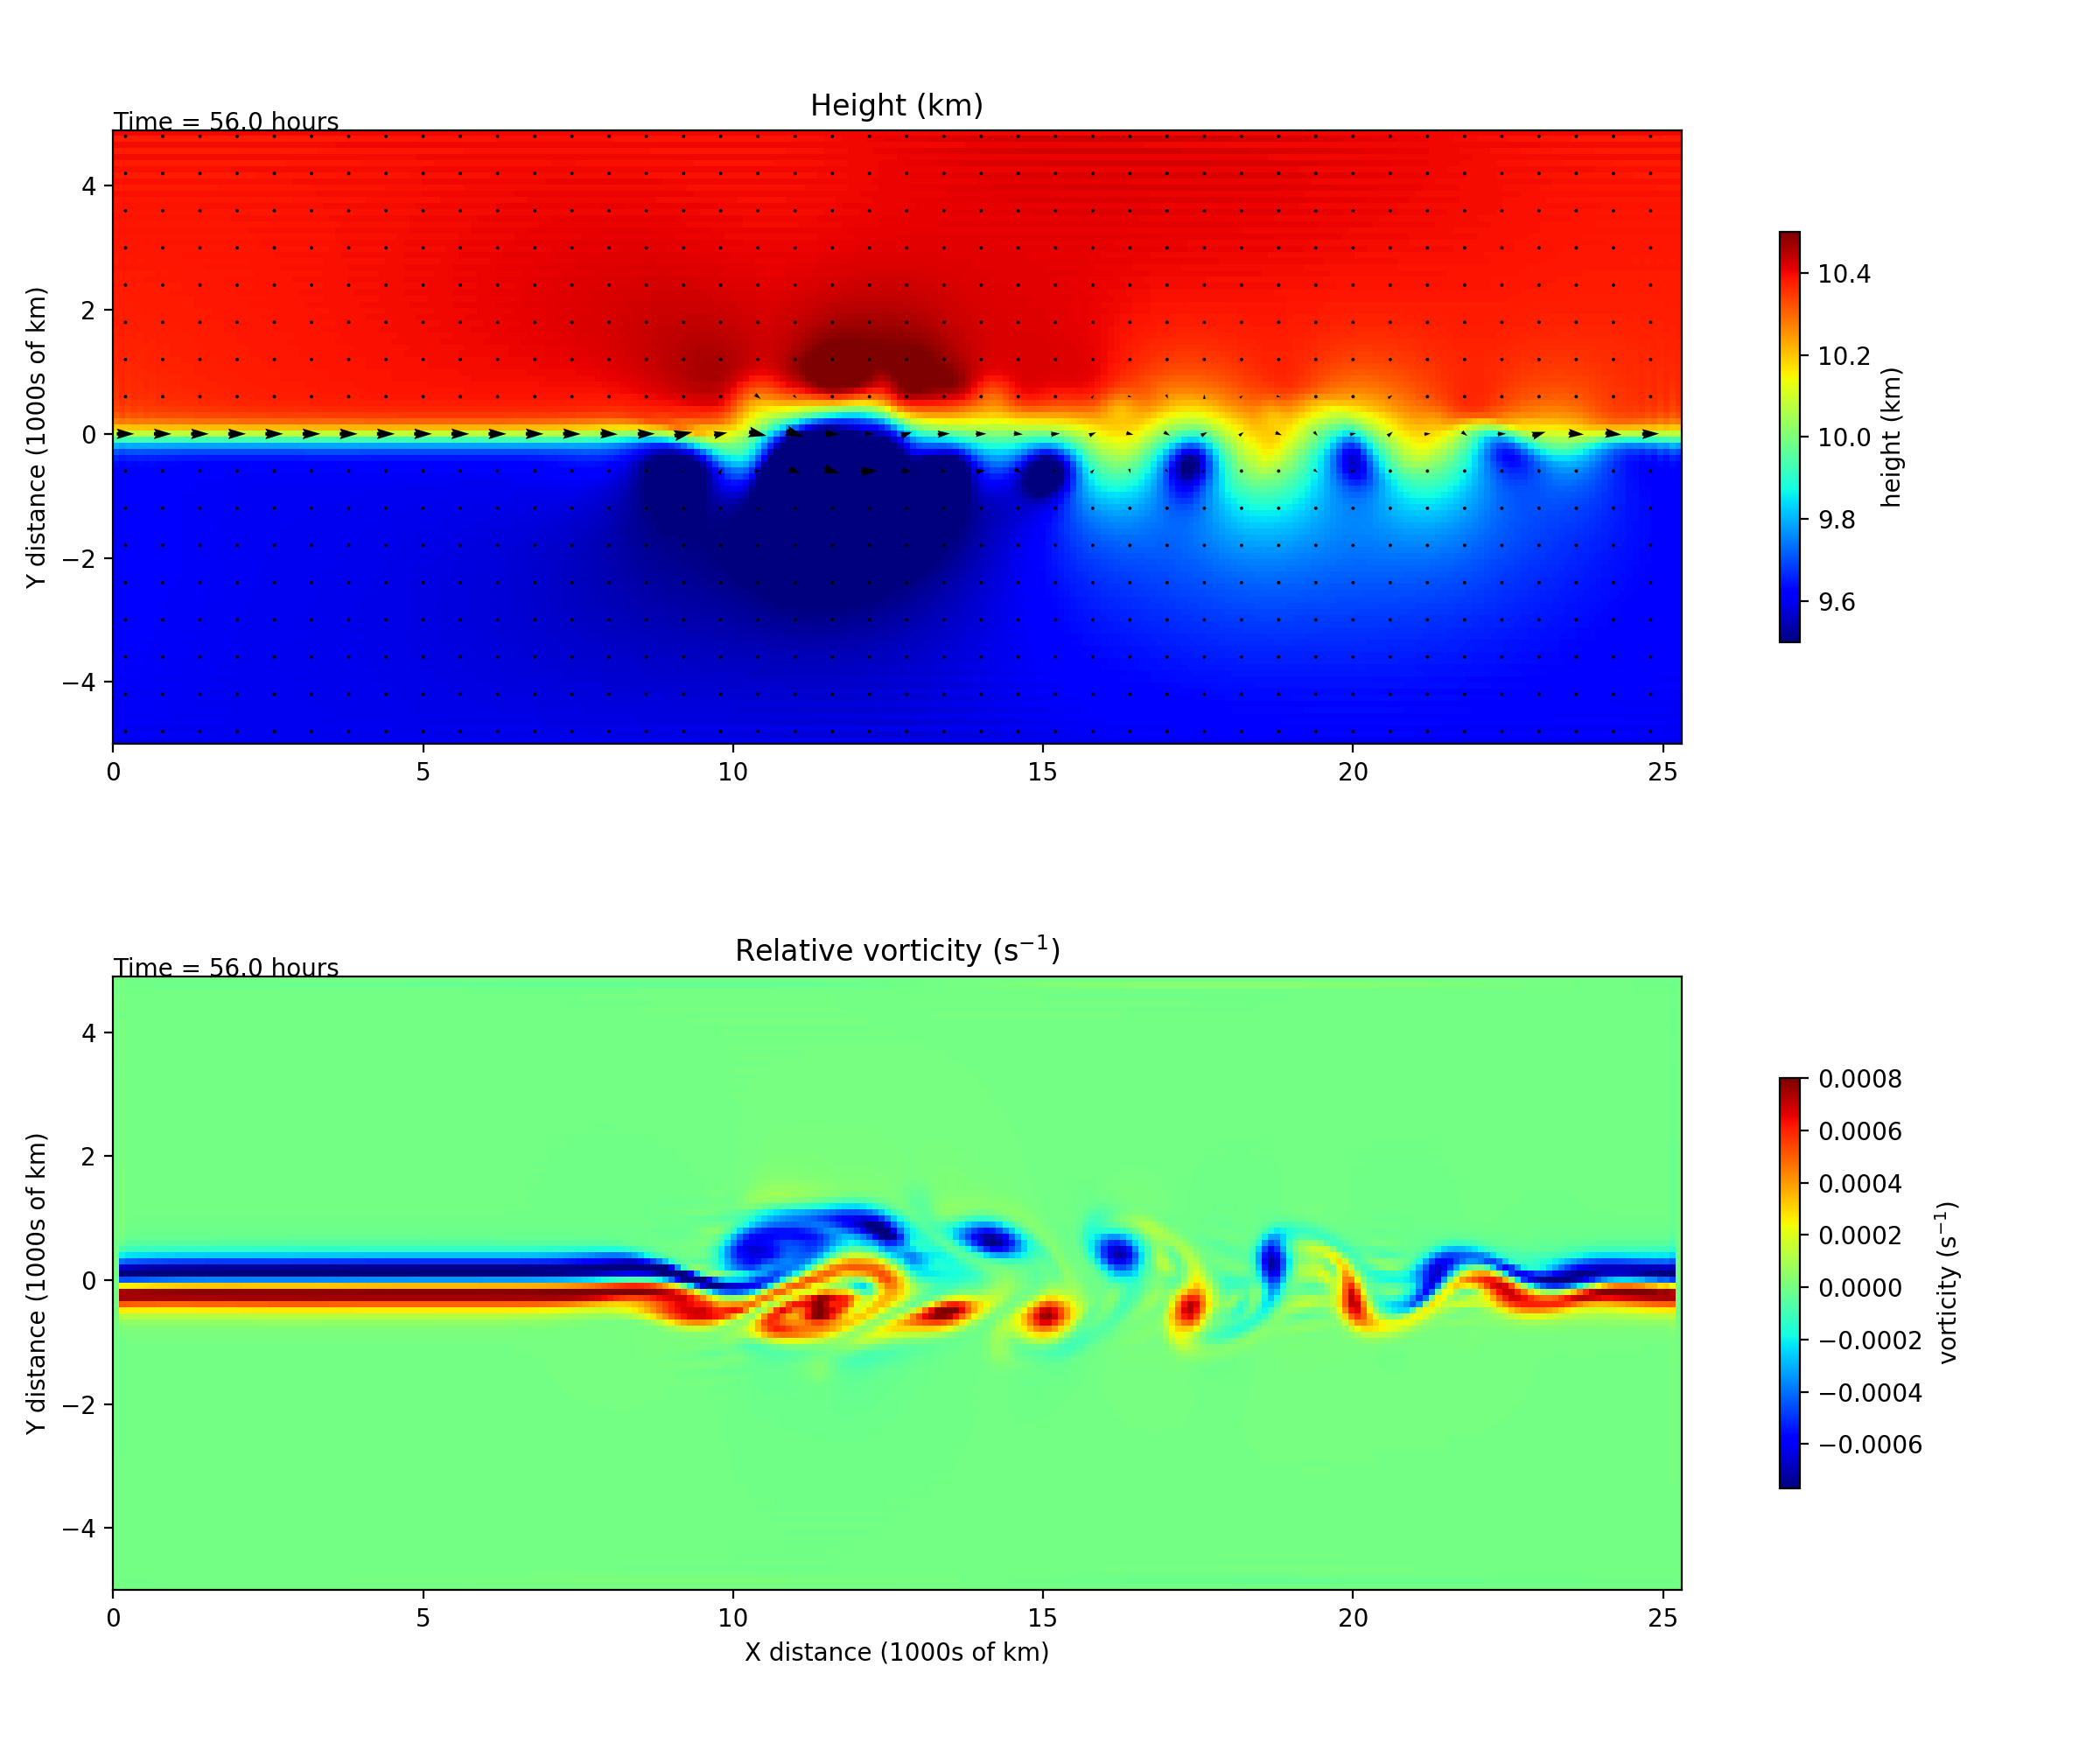 Height (km)
Time = 56.0 hours
Y distance (1000s of km)
4
2
0
−2
−4
0 5 10 15 20 25
10.4
10.2
10.0
9.8
9.6
height (km)
Relative vorticity (s⁻¹)
Time = 56.0 hours
Y distance (1000s of km)
4
2
0
−2
−4
0 5 10 15 20 25
X distance (1000s of km)
0.0008
0.0006
0.0004
0.0002
0.0000
−0.0002
−0.0004
−0.0006
vorticity (s⁻¹)